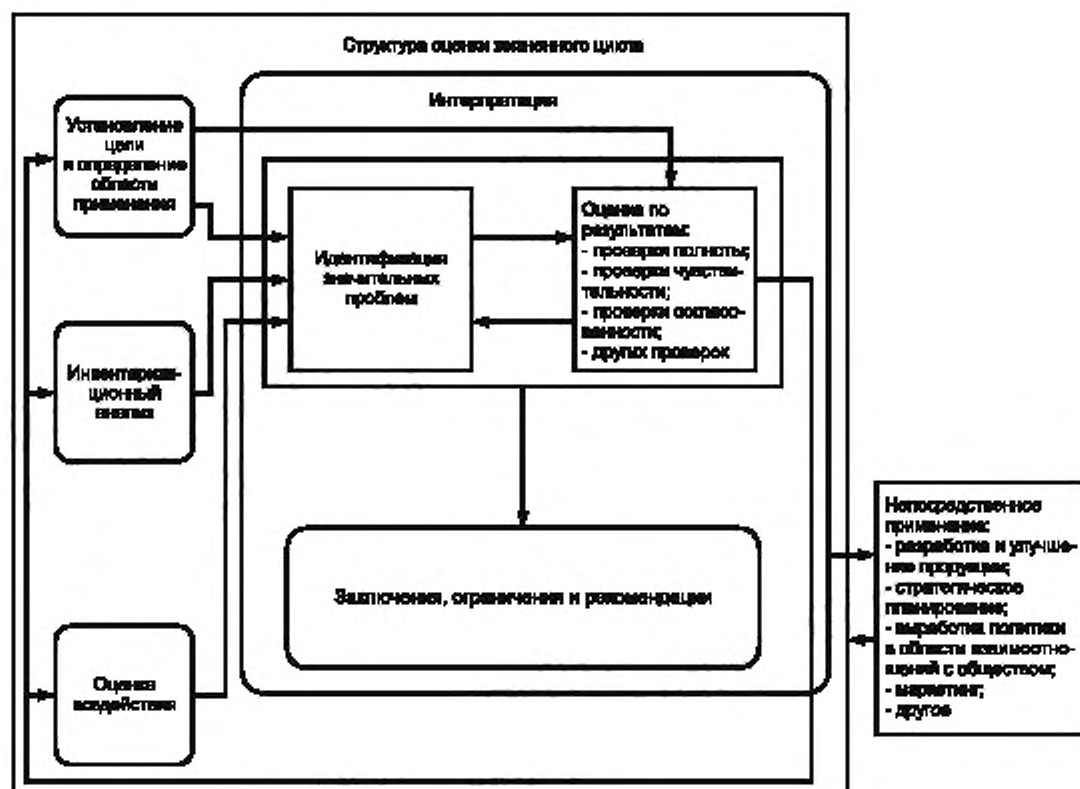 Структура оценки жизненного цикла
Интерпретация
Установление
цели
и определение
области
применения
Идентификация
значительных
проблем
Оценка по
результатам:
- проверки полноты;
- проверки чувстви-
тельности;
- проверки согласо-
ванности;
- других проверок
Инвентариза-
ционный
анализ
Заключения, ограничения и рекомендации
Оценка
воздействия
Непосредственное
применение:
- разработка и улучше-
ние продукции;
- стратегическое
планирование;
- выработка политики
в области взаимоотно-
шений с обществом;
- маркетинг;
- другое